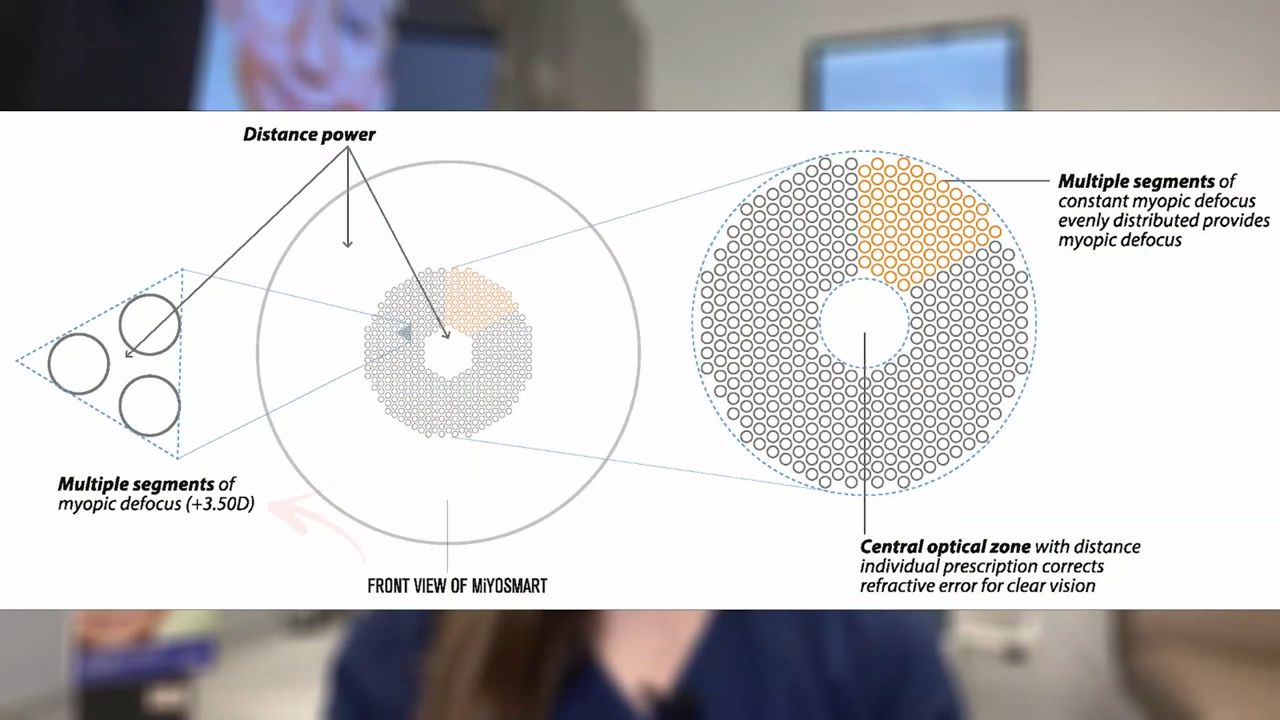 Distance power
Multiple segments of
constant myopic defocus
evenly distributed provides
myopic defocus
Multiple segments of
myopic defocus (+3.50D)
FRONT VIEW OF MiYOSMART
Central optical zone with distance
individual prescription corrects
refractive error for clear vision